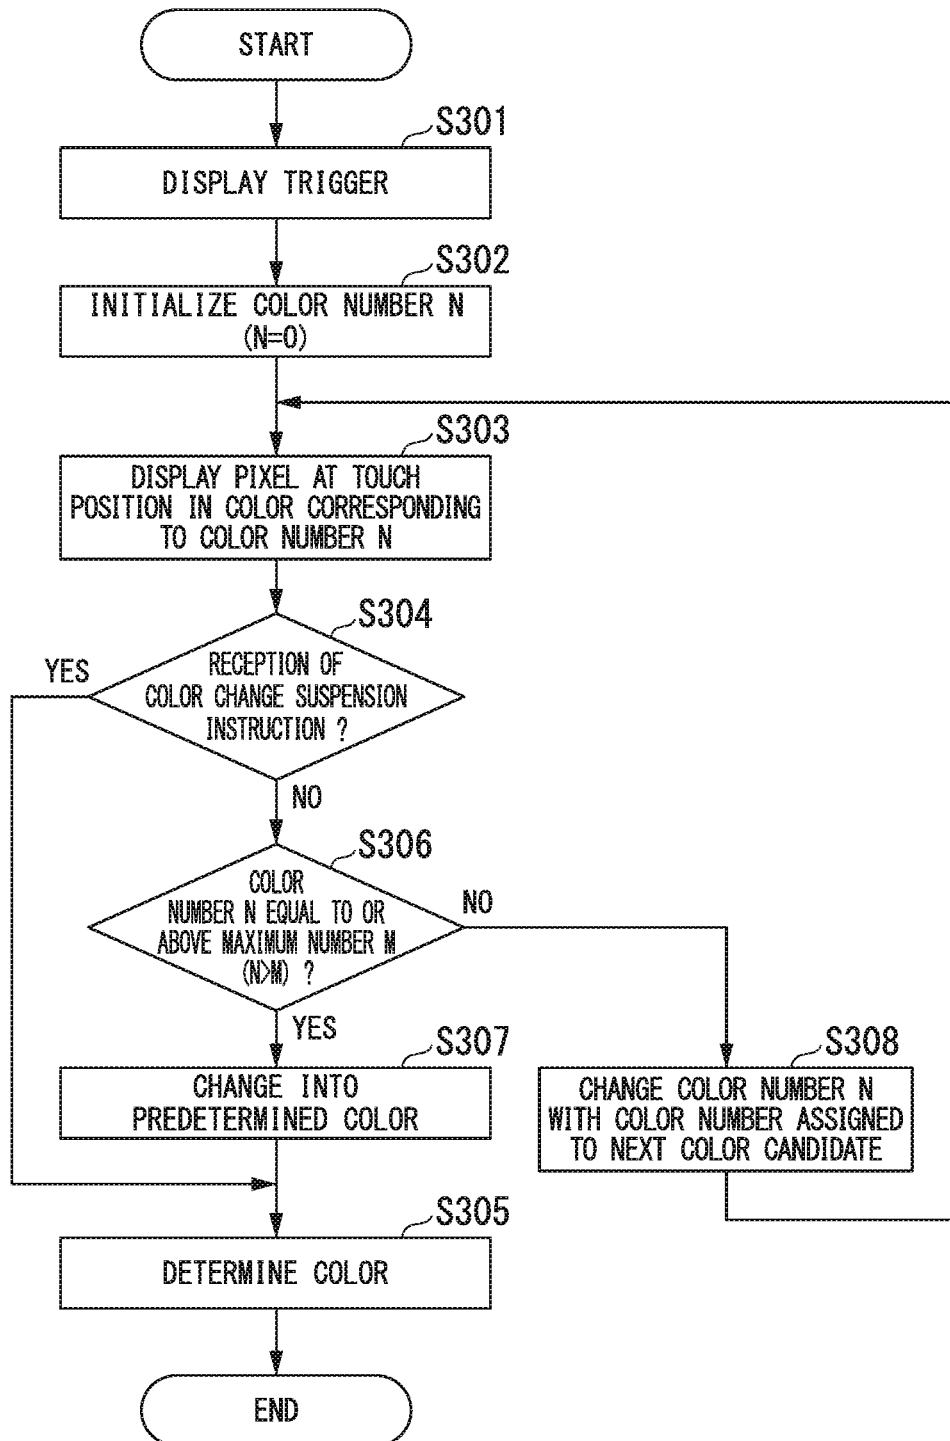 START
S301
DISPLAY TRIGGER
S302
INITIALIZE COLOR NUMBER N
(N=0)
S303
DISPLAY PIXEL AT TOUCH
POSITION IN COLOR CORRESPONDING
TO COLOR NUMBER N
S304
YES
RECEPTION OF
COLOR CHANGE SUSPENSION
INSTRUCTION ?
NO
S306
COLOR
NUMBER N EQUAL TO OR
ABOVE MAXIMUM NUMBER M
(N>M) ?
NO
YES
S307
CHANGE INTO
PREDETERMINED COLOR
S308
CHANGE COLOR NUMBER N
WITH COLOR NUMBER ASSIGNED
TO NEXT COLOR CANDIDATE
S305
DETERMINE COLOR
END